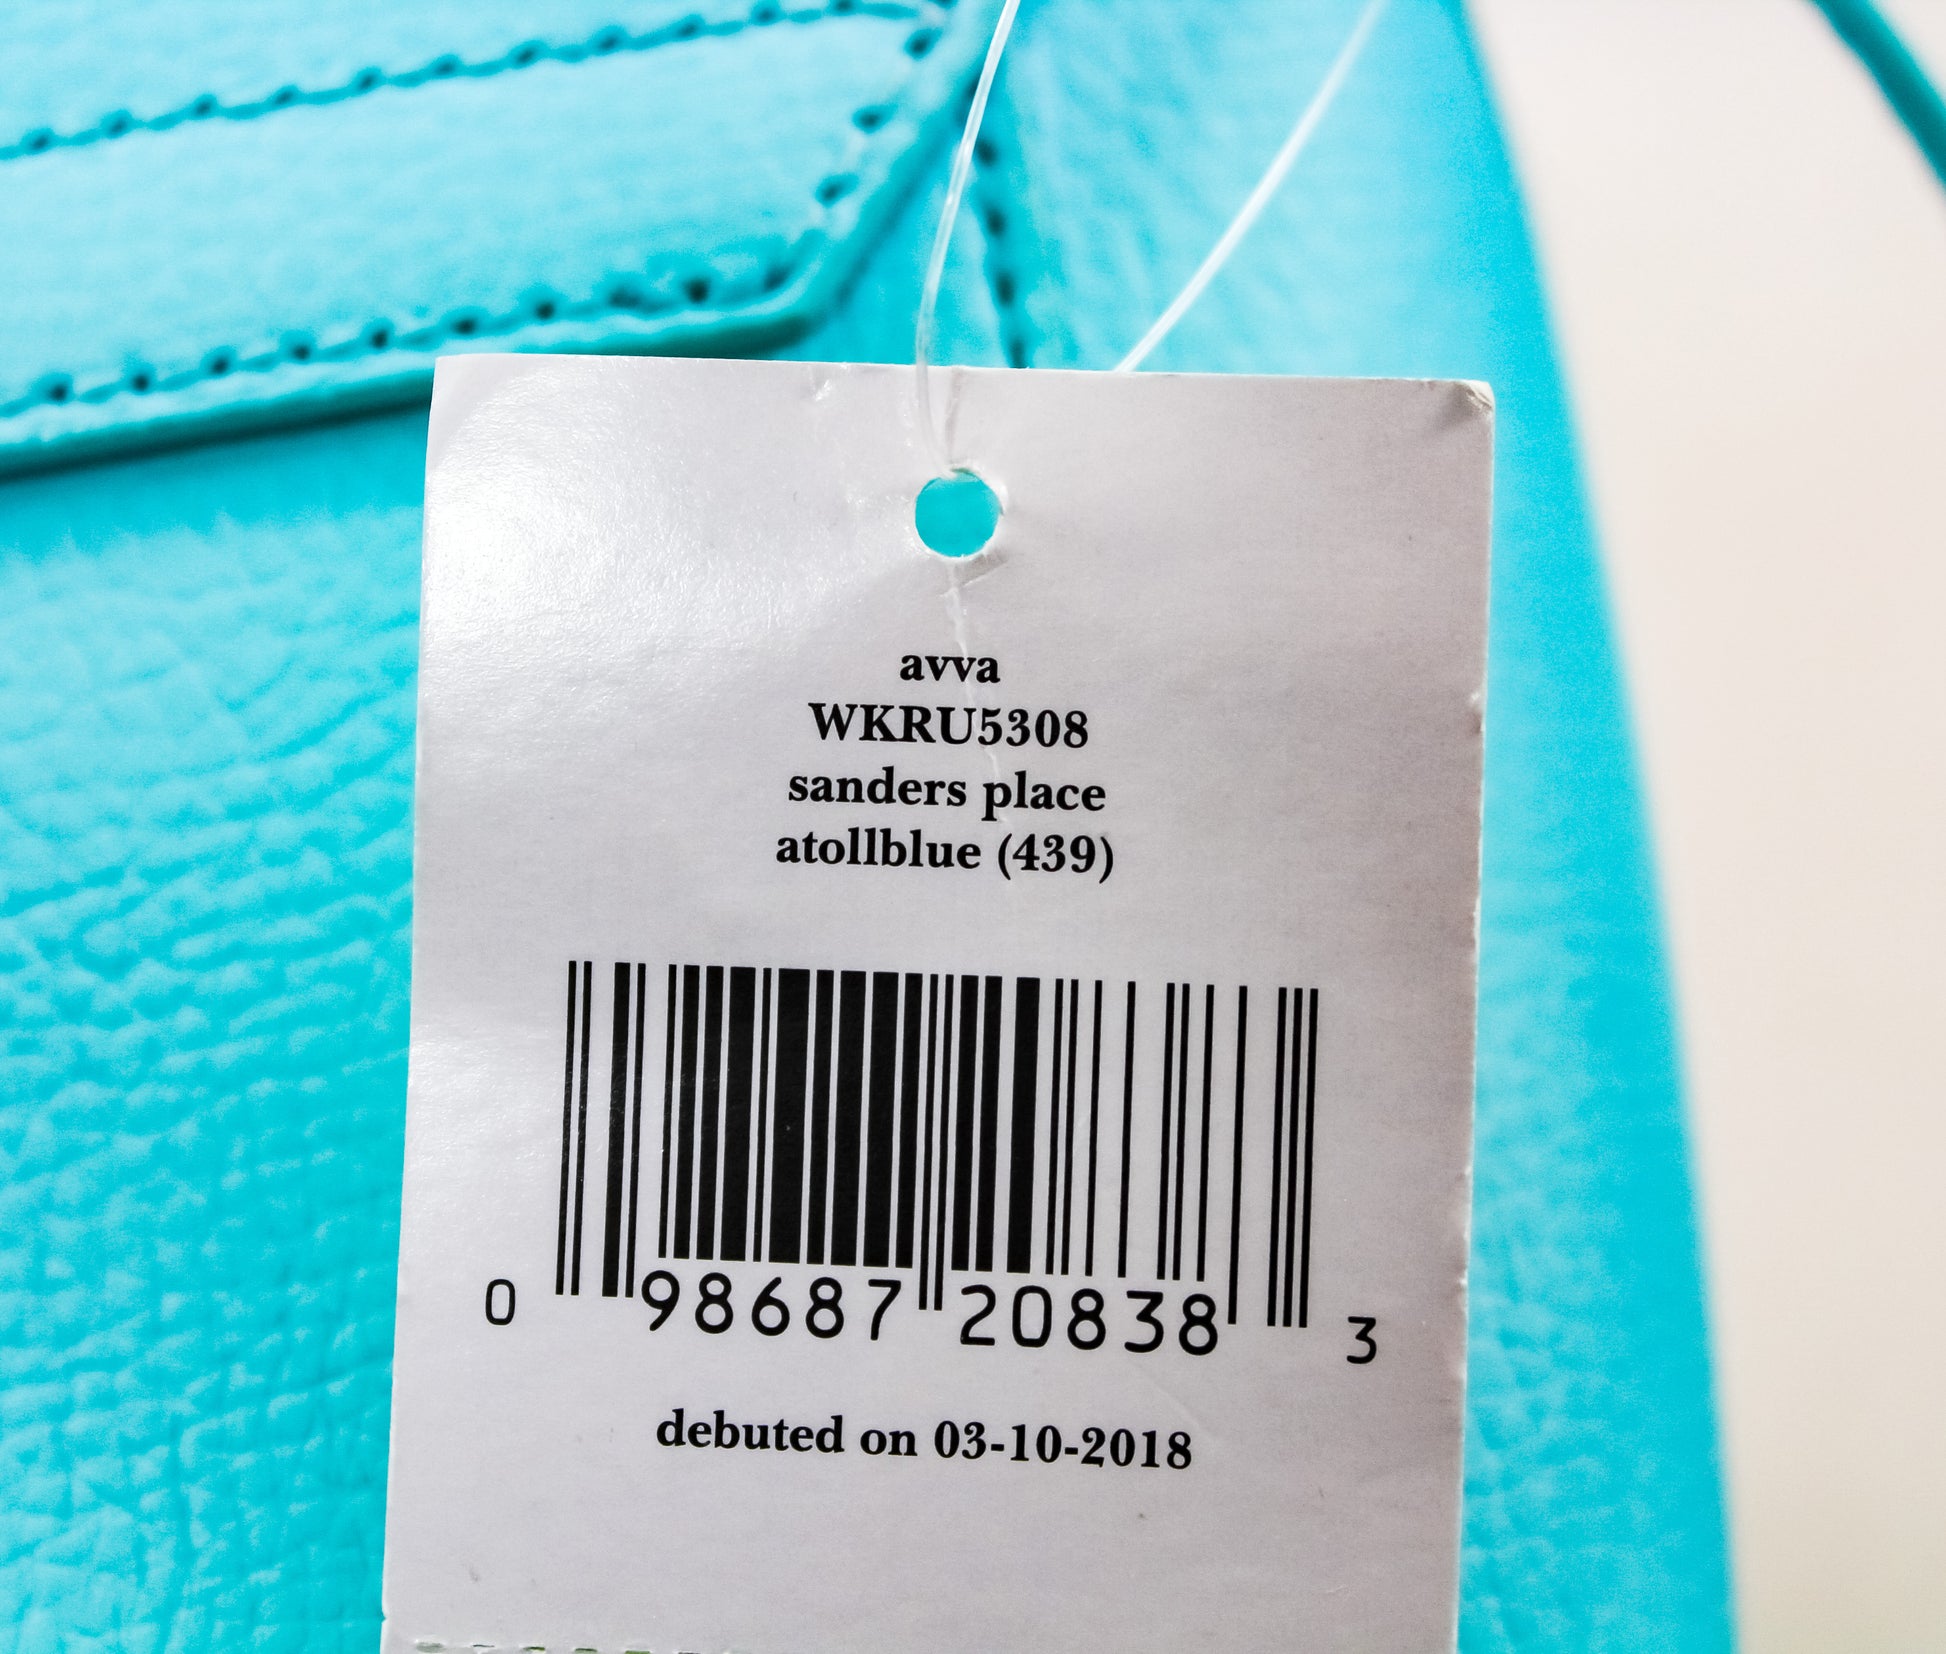 avva
WKRU5308
sanders place
atollblue (439)
0 98687 20838 3
debuted on 03-10-2018